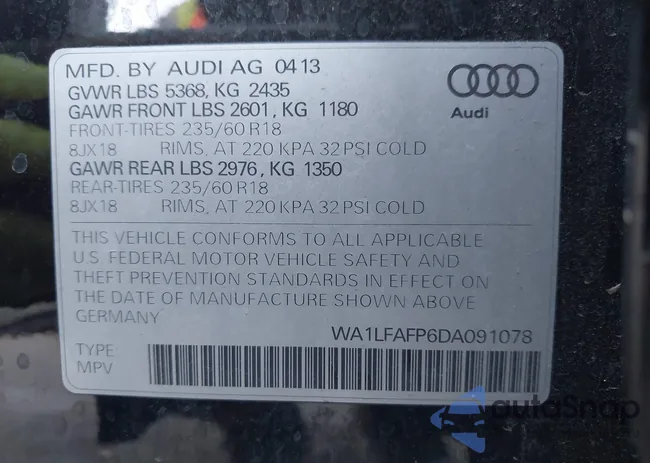 MFD. BY AUDI AG 0413
GVWR LBS 5368, KG 2435
GAWR FRONT LBS 2601, KG 1180
FRONT-TIRES 235/60 R18
8JX18 RIMS, AT 220 KPA 32 PSI COLD
GAWR REAR LBS 2976, KG 1350
REAR-TIRES 235/60 R18
8JX18 RIMS, AT 220 KPA 32 PSI COLD
Audi
THIS VEHICLE CONFORMS TO ALL APPLICABLE
U.S. FEDERAL MOTOR VEHICLE SAFETY AND
THEFT PREVENTION STANDARDS IN EFFECT ON
THE DATE OF MANUFACTURE SHOWN ABOVE
GERMANY
WA1LFAFP6DA091078
TYPE
MPV
autoSnap